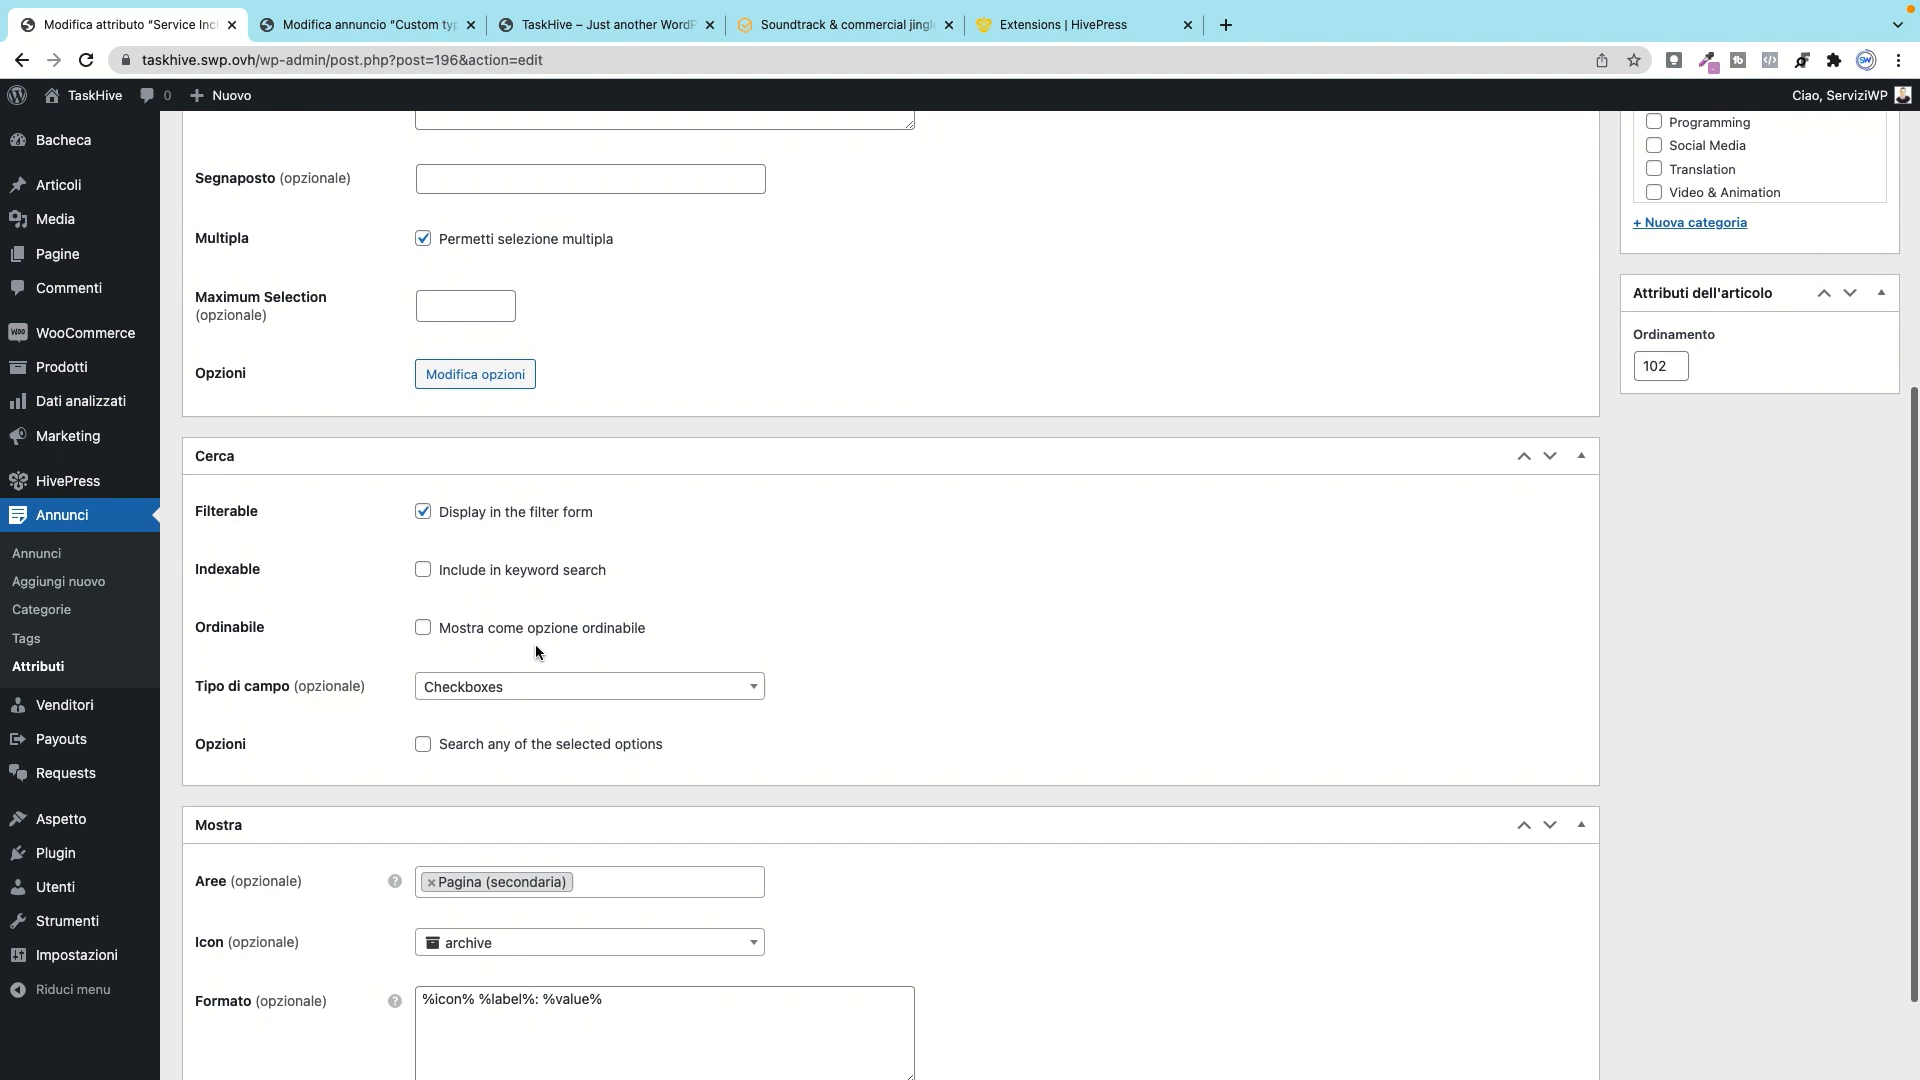 Modifica attributo “Service Incl
Modifica annuncio “Custom typ
TaskHive – Just another WordP
Soundtrack & commercial jingl
Extensions | HivePress
taskhive.swp.ovh/wp-admin/post.php?post=196&action=edit
TaskHive
0
Nuovo
Ciao, ServiziWP
Bacheca
Articoli
Media
Pagine
Commenti
WooCommerce
Prodotti
Dati analizzati
Marketing
HivePress
Annunci
Annunci
Aggiungi nuovo
Categorie
Tags
Attributi
Venditori
Payouts
Requests
Aspetto
Plugin
Utenti
Strumenti
Impostazioni
Riduci menu
Segnaposto (opzionale)
Multipla
Permetti selezione multipla
Maximum Selection
(opzionale)
Opzioni
Modifica opzioni
Cerca
Filterable
Display in the filter form
Indexable
Include in keyword search
Ordinabile
Mostra come opzione ordinabile
Tipo di campo (opzionale)
Checkboxes
Opzioni
Search any of the selected options
Mostra
Aree (opzionale)
? ×Pagina (secondaria)
Icon (opzionale)
archive
Formato (opzionale)
? %icon% %label%: %value%
Programming
Social Media
Translation
Video & Animation
+ Nuova categoria
Attributi dell'articolo
Ordinamento
102